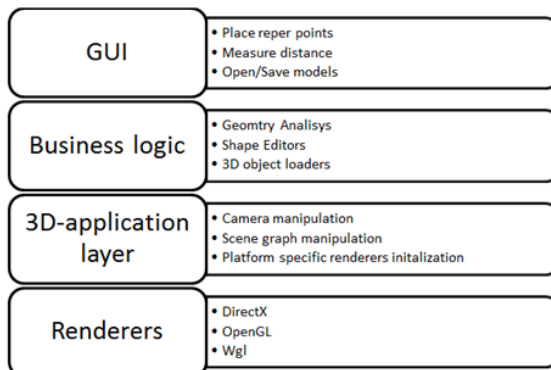 GUI
• Place reper points
• Measure distance
• Open/Save models
Business logic
• Geomtry Analisys
• Shape Editors
• 3D object loaders
3D-application
layer
• Camera manipulation
• Scene graph manipulation
• Platform specific renderers initalization
Renderers
• DirectX
• OpenGL
• Wgl